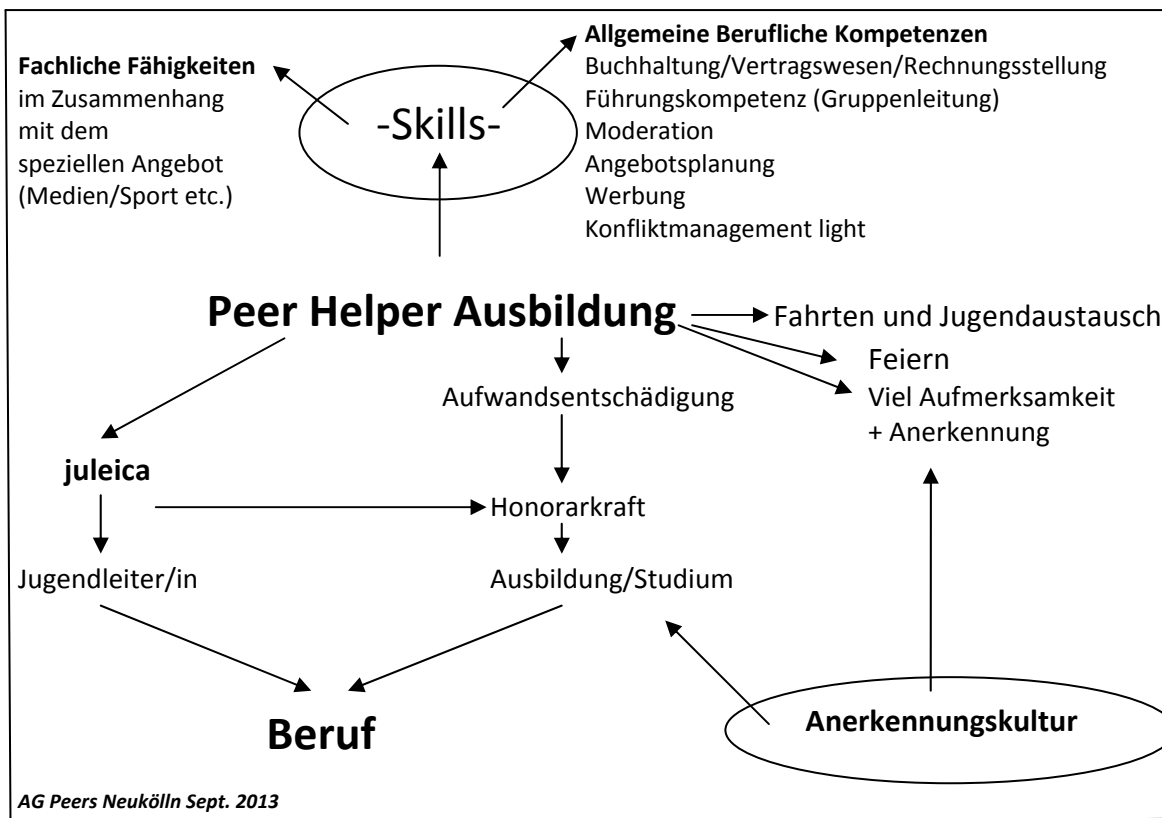 Fachliche Fähigkeiten
im Zusammenhang
mit dem
speziellen Angebot
(Medien/Sport etc.)
-Skills-
Allgemeine Berufliche Kompetenzen
Buchhaltung/Vertragswesen/Rechnungsstellung
Führungskompetenz (Gruppenleitung)
Moderation
Angebotsplanung
Werbung
Konfliktmanagement light
Peer Helper Ausbildung
Fahrten und Jugendaustausch
Feiern
Viel Aufmerksamkeit
+ Anerkennung
Aufwandsentschädigung
juleica
Honorarkraft
Jugendleiter/in
Ausbildung/Studium
Beruf
Anerkennungskultur
AG Peers Neukölln Sept. 2013